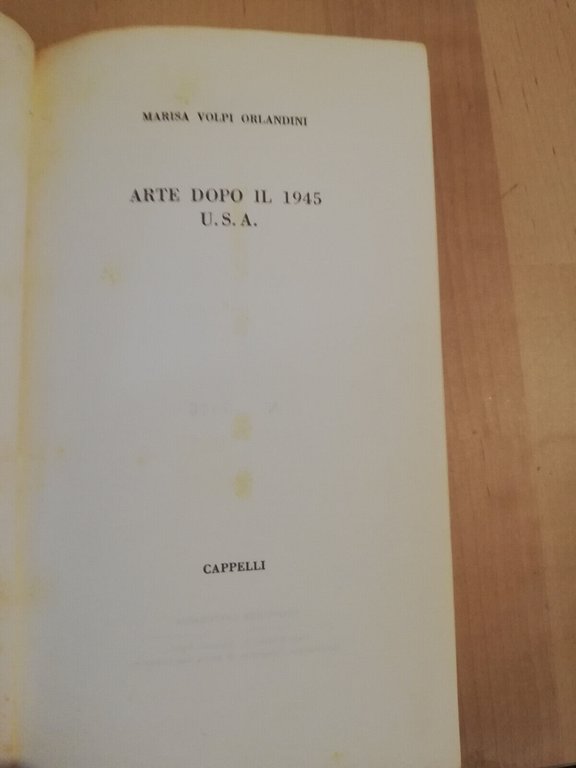 MARISA VOLPI ORLANDINI
ARTE DOPO IL 1945
U.S.A.
CAPPELLI